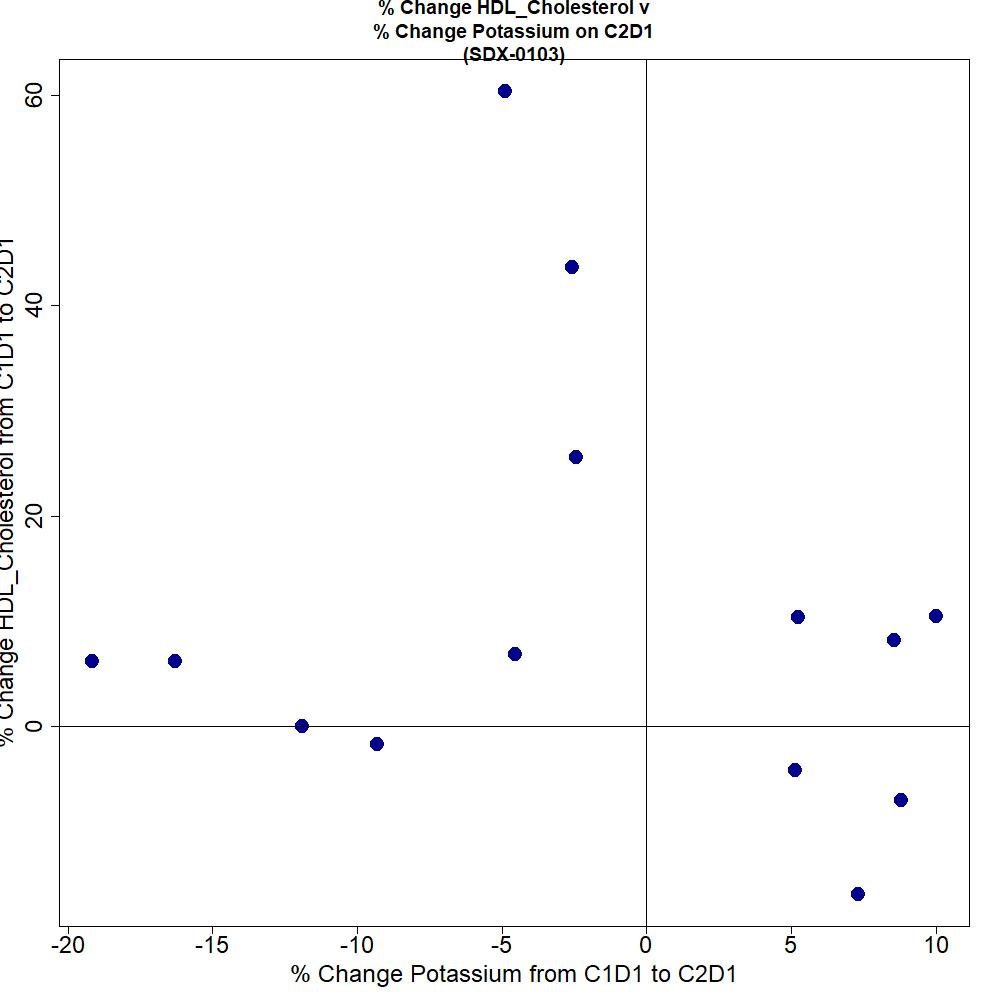 % Change HDL_Cholesterol v
% Change Potassium on C2D1
(SDX-0103)
% Change HDL_Cholesterol from C1D1 to C2D1
60
40
20
0
-20
-15
-10
-5
0
5
10
% Change Potassium from C1D1 to C2D1